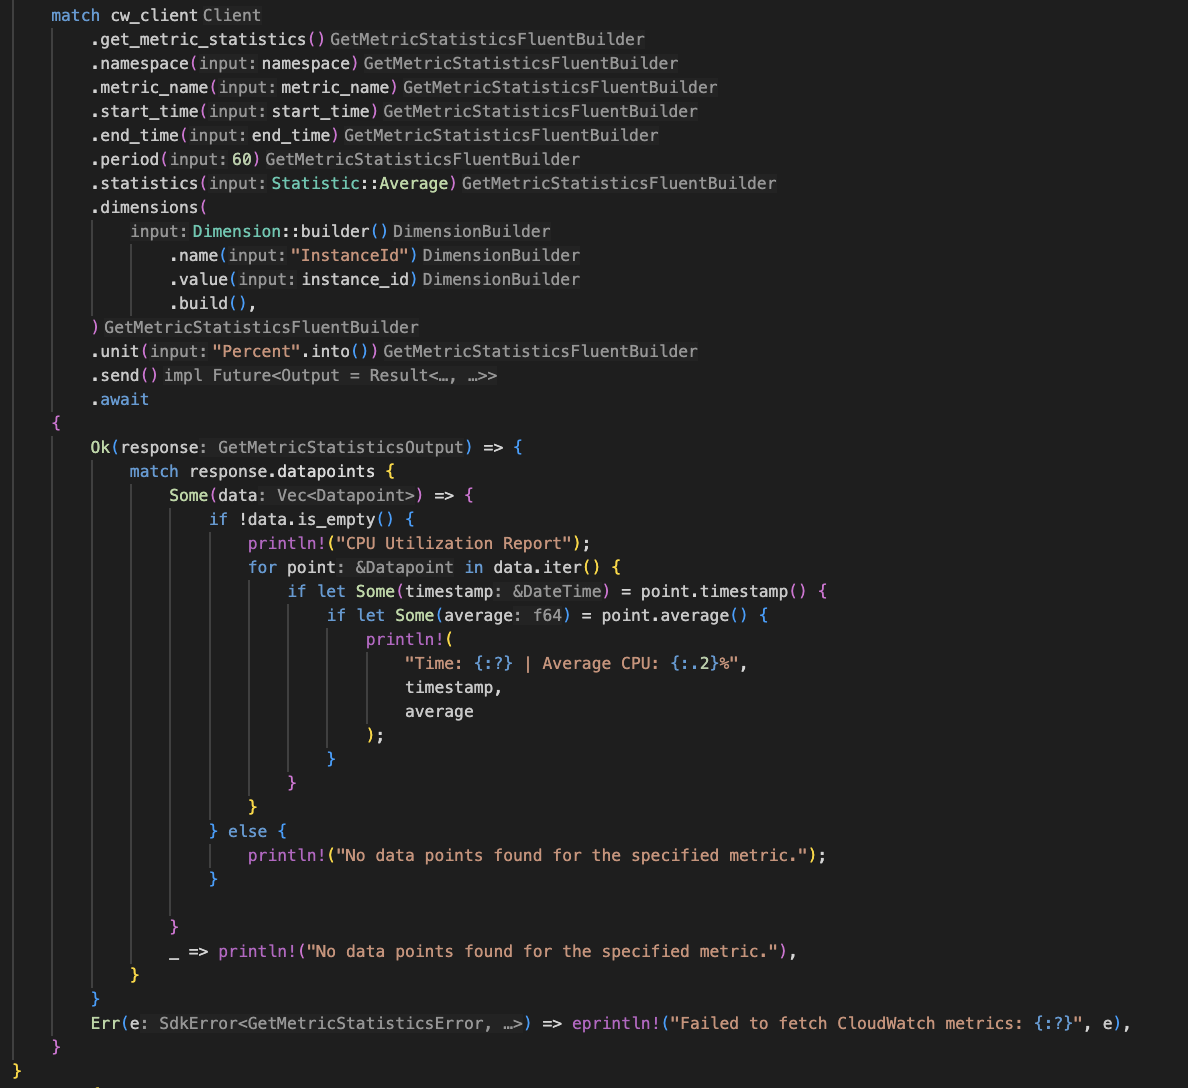 match cw_client Client
.get_metric_statistics() GetMetricStatisticsFluentBuilder
.namespace(input: namespace) GetMetricStatisticsFluentBuilder
.metric_name(input: metric_name) GetMetricStatisticsFluentBuilder
.start_time(input: start_time) GetMetricStatisticsFluentBuilder
.end_time(input: end_time) GetMetricStatisticsFluentBuilder
.period(input: 60) GetMetricStatisticsFluentBuilder
.statistics(input: Statistic::Average) GetMetricStatisticsFluentBuilder
.dimensions(
input: Dimension::builder() DimensionBuilder
.name(input: "InstanceId") DimensionBuilder
.value(input: instance_id) DimensionBuilder
.build(),
) GetMetricStatisticsFluentBuilder
.unit(input: "Percent".into()) GetMetricStatisticsFluentBuilder
.send() impl Future<Output = Result<…, …>>
.await
{
Ok(response: GetMetricStatisticsOutput) => {
match response.datapoints {
Some(data: Vec<Datapoint>) => {
if !data.is_empty() {
println!("CPU Utilization Report");
for point: &Datapoint in data.iter() {
if let Some(timestamp: &DateTime) = point.timestamp() {
if let Some(average: f64) = point.average() {
println!(
"Time: {:?} | Average CPU: {:.2}%",
timestamp,
average
);
}
}
}
} else {
println!("No data points found for the specified metric.");
}
}
_ => println!("No data points found for the specified metric."),
}
}
Err(e: SdkError<GetMetricStatisticsError, …>) => eprintln!("Failed to fetch CloudWatch metrics: {:?}", e),
}
}